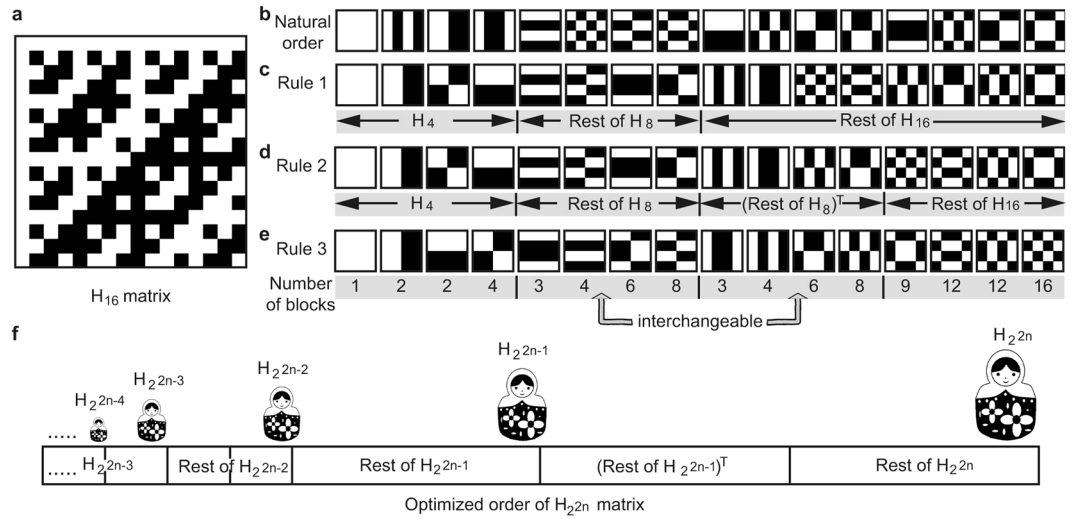 a
H16 matrix
b Natural order
c Rule 1
H4 Rest of H8 Rest of H16
d Rule 2
H4 Rest of H8 (Rest of H8)T Rest of H16
e Rule 3
Number of blocks 1 2 2 4 3 4 6 8 3 4 6 8 9 12 12 16
interchangeable
f
H22n-4 H22n-3 H22n-2 H22n-1 H22n
..... 
..... H22n-3 Rest of H22n-2 Rest of H22n-1 (Rest of H22n-1)T Rest of H22n
Optimized order of H22n matrix